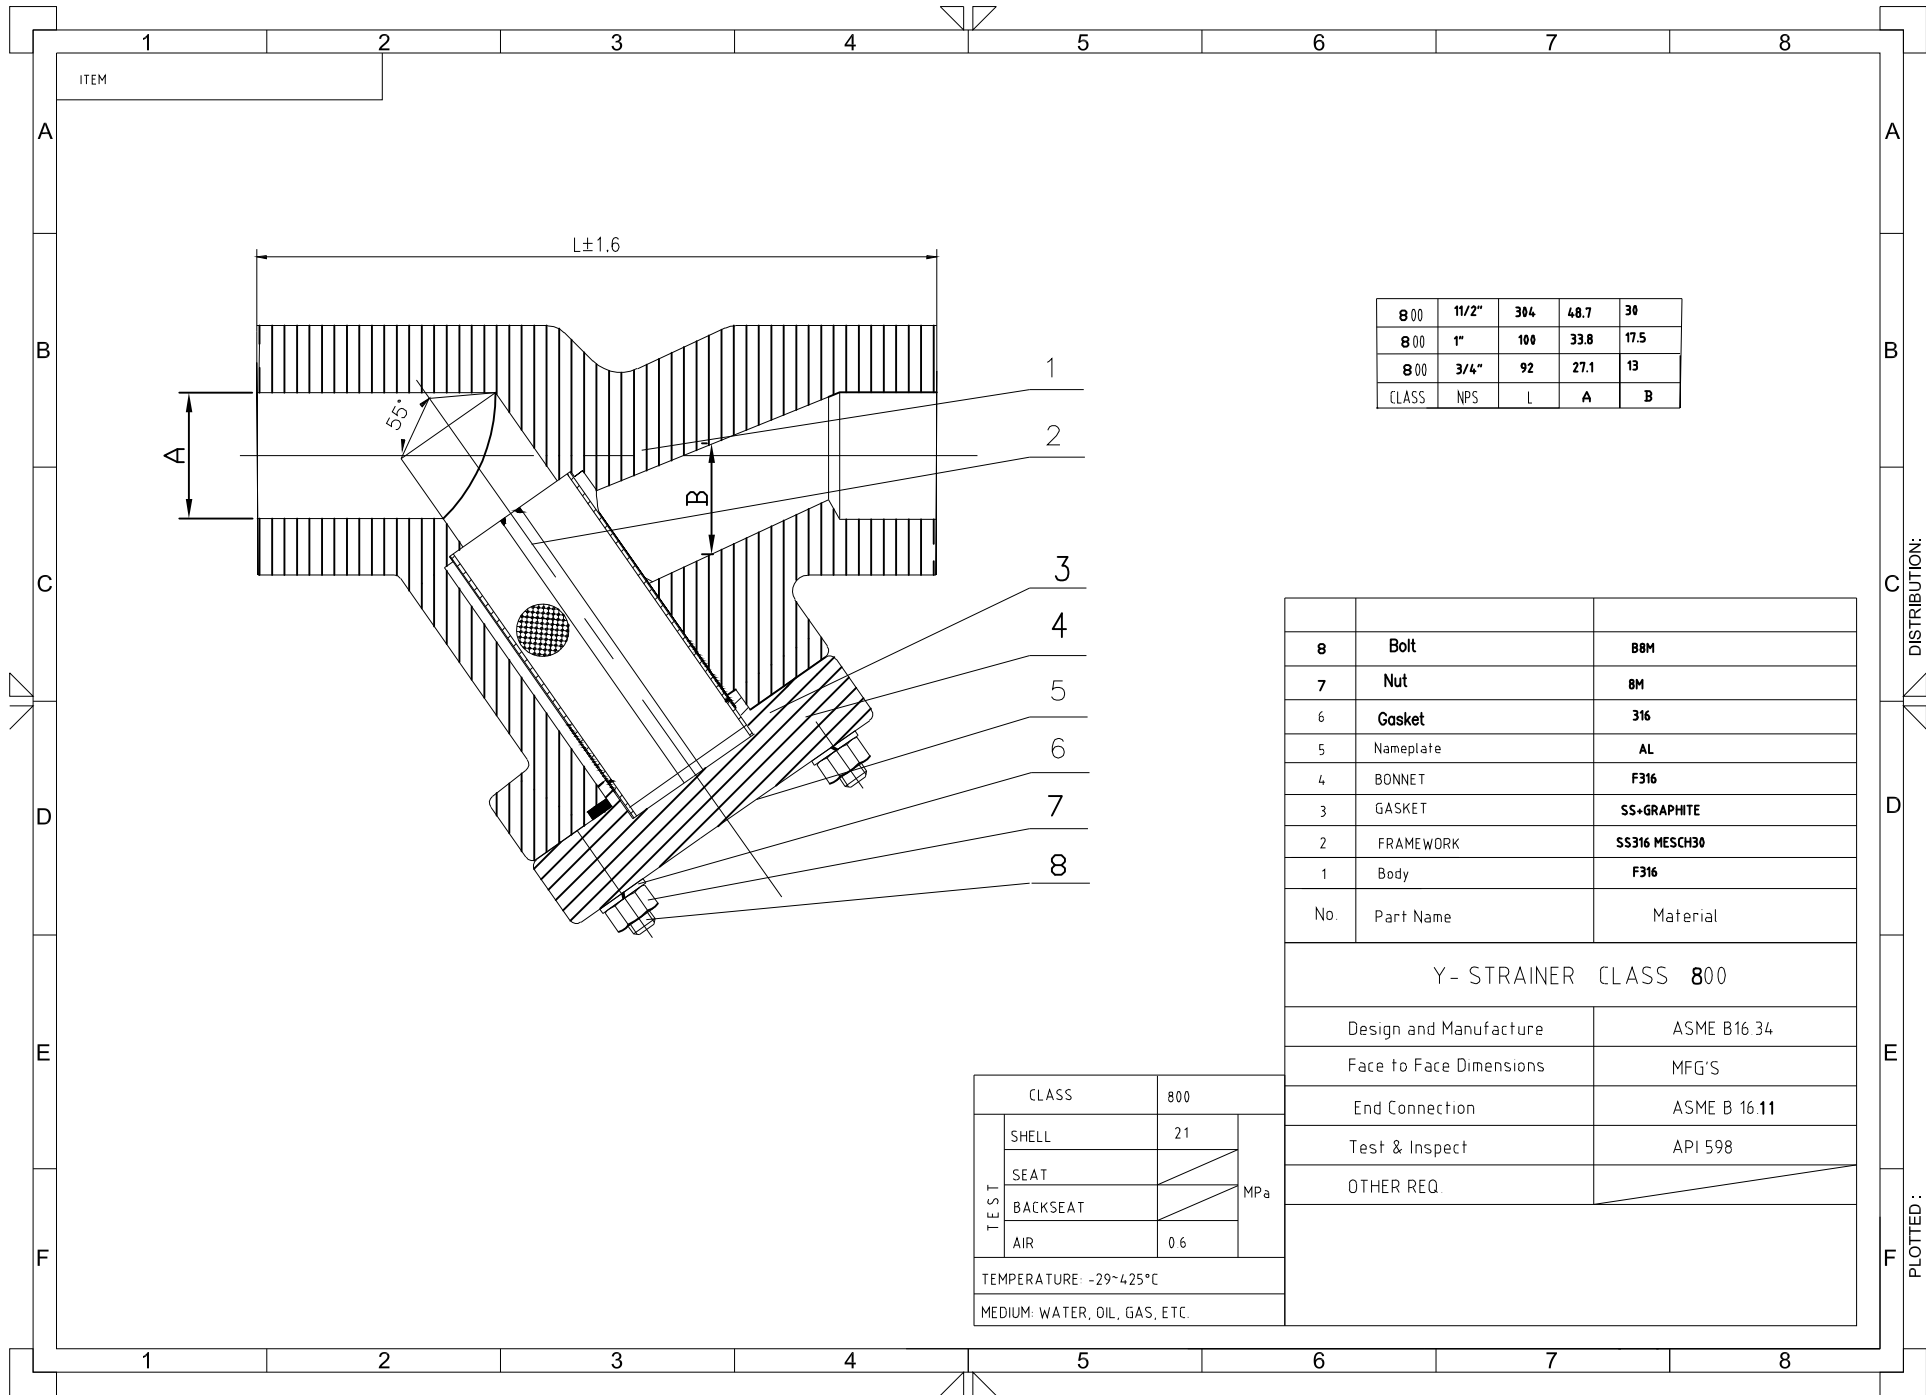 1 2 3 4 5 6 7 8
ITEM
A A
L±1.6
B B
800 11/2" 304 48.7 30
800 1" 100 33.8 17.5
800 3/4" 92 27.1 13
CLASS NPS L A B
55°
A
B
1
2
3
4
5
6
7
8
C C
DISTRIBUTION:
8 Bolt B8M
7 Nut 8M
6 Gasket 316
5 Nameplate AL
4 BONNET F316
3 GASKET SS+GRAPHITE
2 FRAMEWORK SS316 MESCH30
1 Body F316
No. Part Name Material
D D
Y- STRAINER CLASS 800
Design and Manufacture ASME B16.34
Face to Face Dimensions MFG'S
End Connection ASME B 16.11
Test & Inspect API 598
OTHER REQ.
E E
CLASS 800
TEST
SHELL 21
SEAT
BACKSEAT
AIR 0.6
MPa
TEMPERATURE: -29~425°C
MEDIUM: WATER, OIL, GAS, ETC.
F F
PLOTTED :
1 2 3 4 5 6 7 8